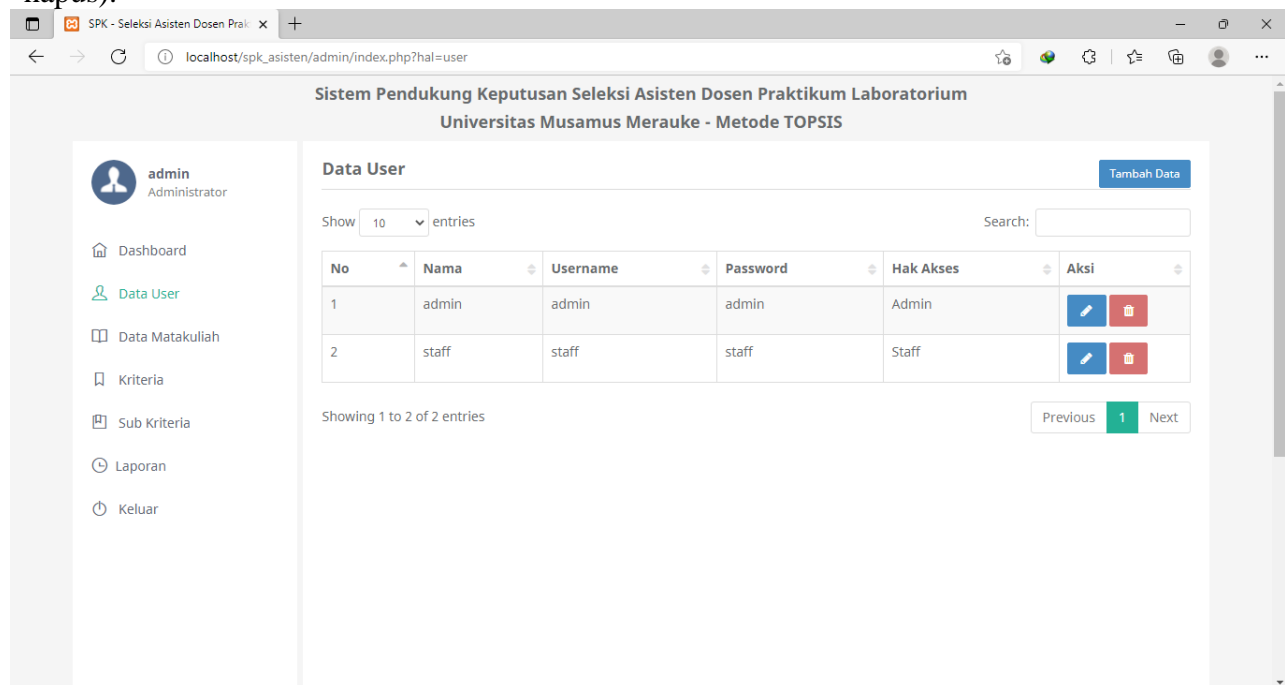 hapus).
SPK - Seleksi Asisten Dosen Prak
localhost/spk_asisten/admin/index.php?hal=user
Sistem Pendukung Keputusan Seleksi Asisten Dosen Praktikum Laboratorium
Universitas Musamus Merauke - Metode TOPSIS
admin
Administrator
Dashboard
Data User
Data Matakuliah
Kriteria
Sub Kriteria
Laporan
Keluar
Data User
Tambah Data
Show 10 entries
Search:
No Nama Username Password Hak Akses Aksi
1 admin admin admin Admin
2 staff staff staff Staff
Showing 1 to 2 of 2 entries
Previous 1 Next